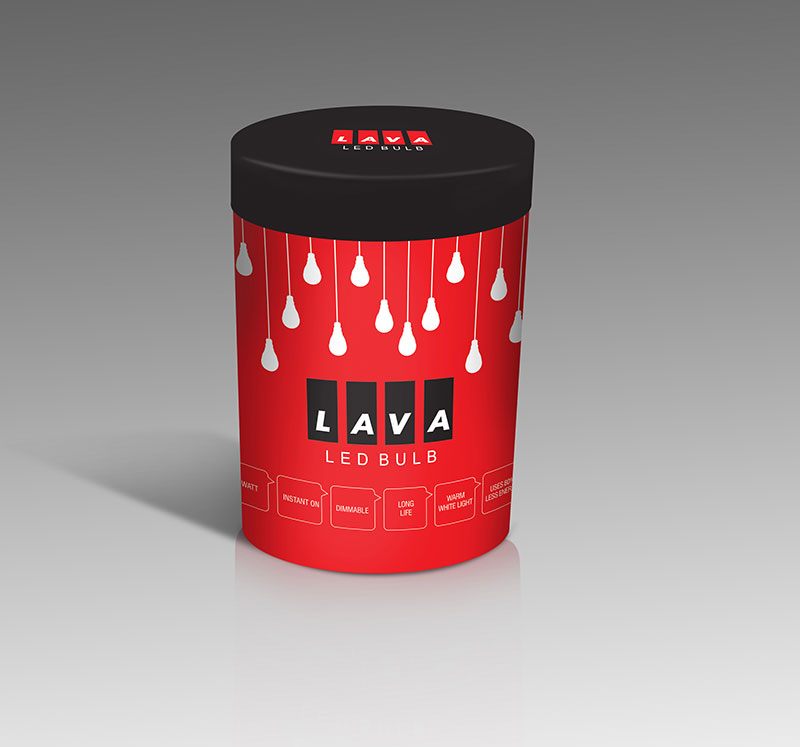 LAVA
LED BULB
LAVA
LED BULB
WATT
INSTANT ON
DIMMABLE
LONG
LIFE
WARM
WHITE LIGHT
USES
LESS